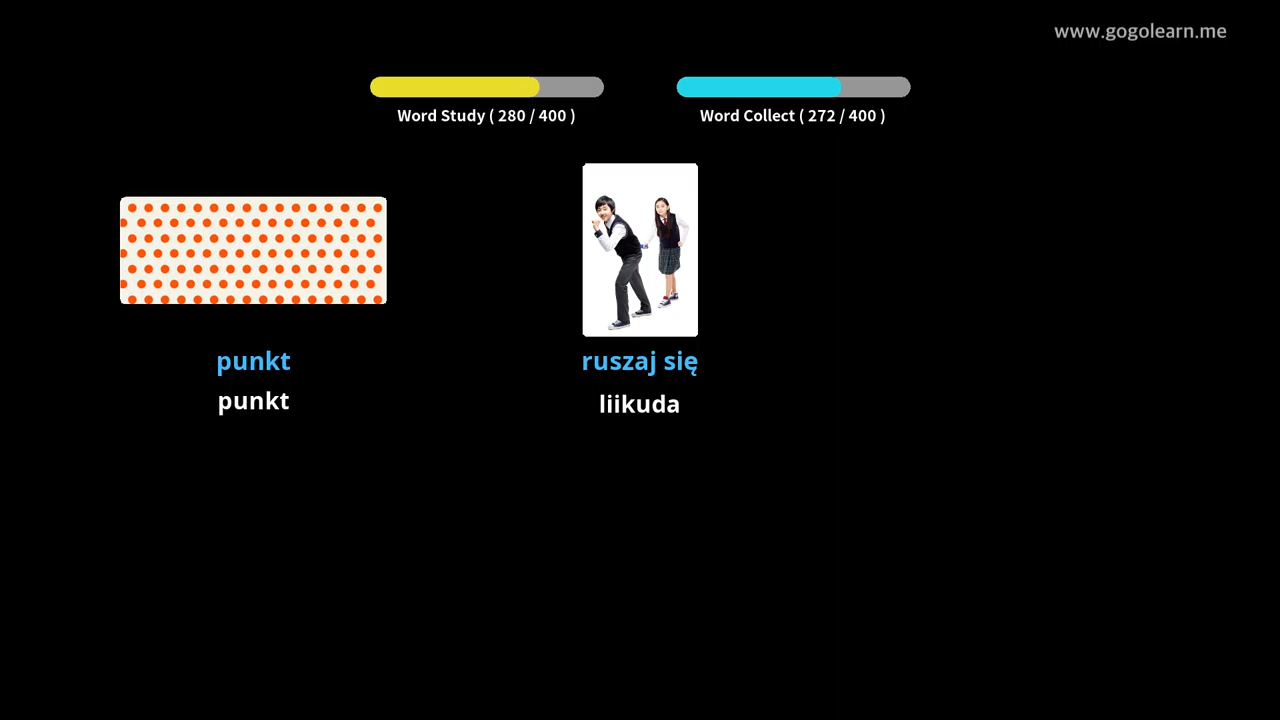 www.gogolearn.me
Word Study ( 280 / 400 )
Word Collect ( 272 / 400 )
punkt
punkt
ruszaj się
liikuda